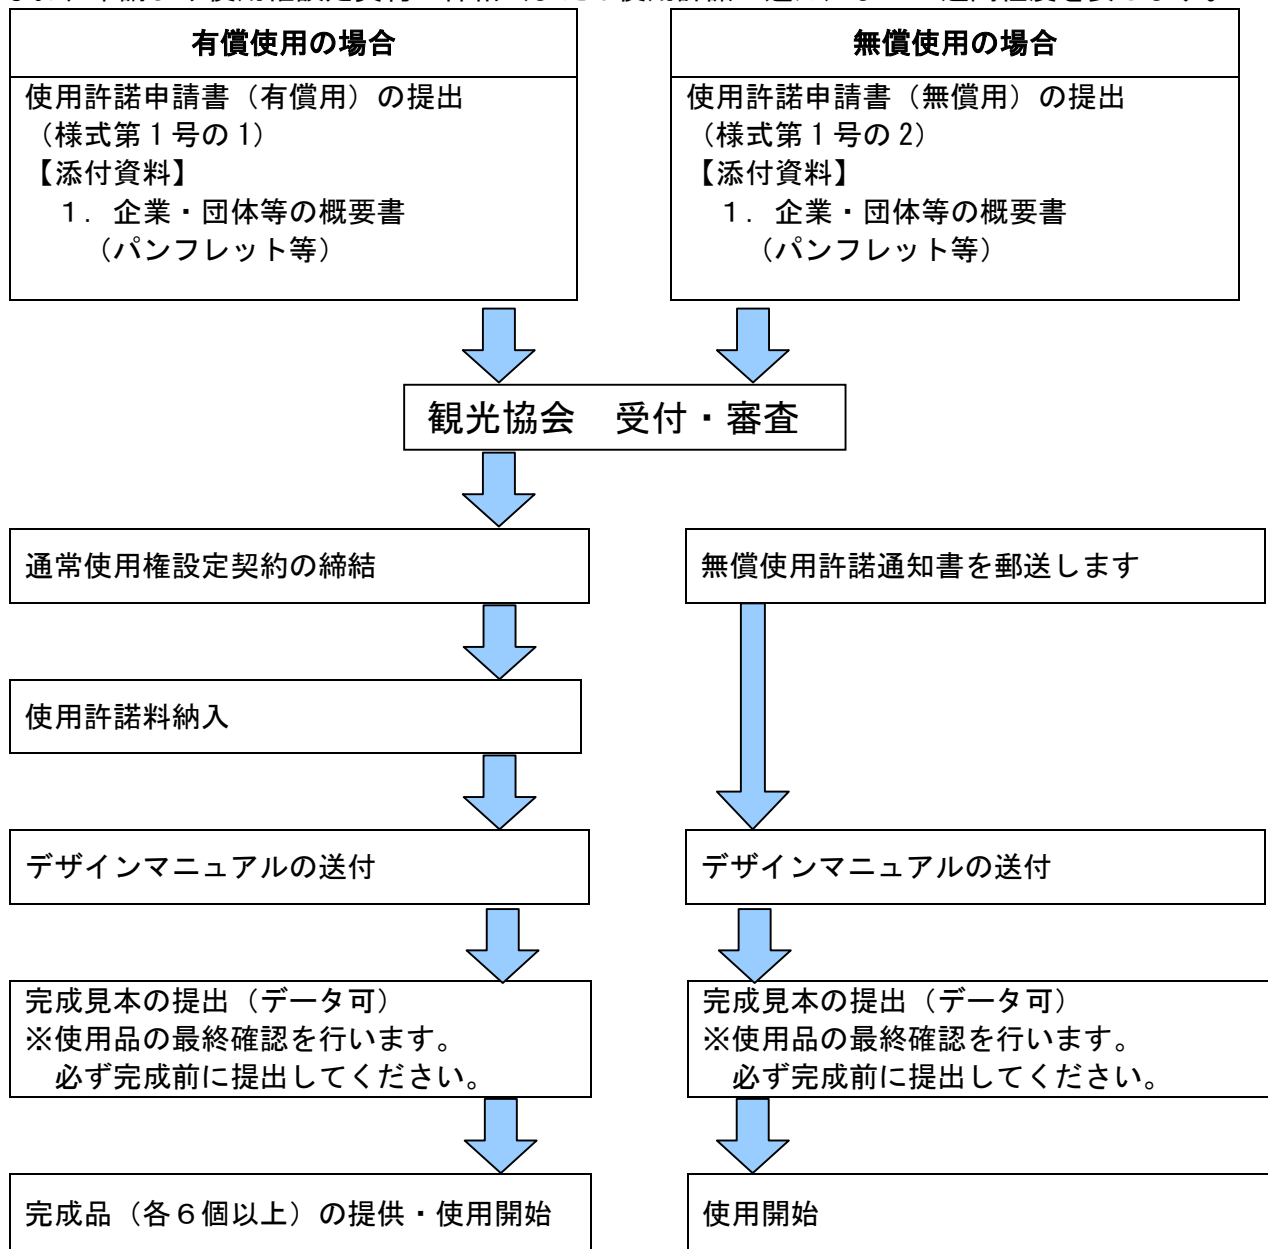 有償使用の場合
使用許諾申請書（有償用）の提出
（様式第１号の１）
【添付資料】
１．企業・団体等の概要書
（パンフレット等）
無償使用の場合
使用許諾申請書（無償用）の提出
（様式第１号の２）
【添付資料】
１．企業・団体等の概要書
（パンフレット等）
観光協会　受付・審査
通常使用権設定契約の締結
無償使用許諾通知書を郵送します
使用許諾料納入
デザインマニュアルの送付
デザインマニュアルの送付
完成見本の提出（データ可）
※使用品の最終確認を行います。
必ず完成前に提出してください。
完成見本の提出（データ可）
※使用品の最終確認を行います。
必ず完成前に提出してください。
完成品（各６個以上）の提供・使用開始
使用開始